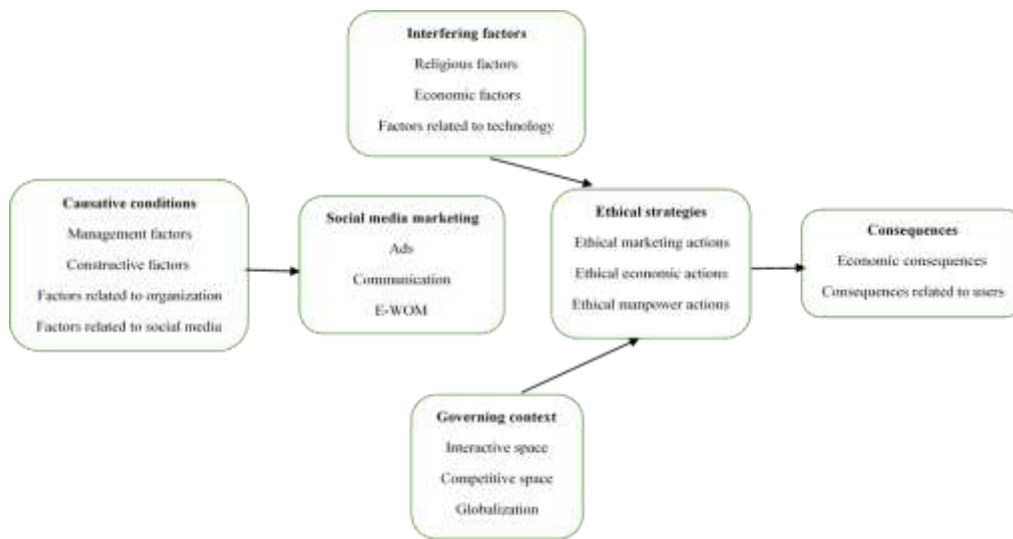 Interfering factors
Religious factors
Economic factors
Factors related to technology
Causative conditions
Management factors
Constructive factors
Factors related to organization
Factors related to social media
Social media marketing
Ads
Communication
E-WOM
Ethical strategies
Ethical marketing actions
Ethical economic actions
Ethical manpower actions
Consequences
Economic consequences
Consequences related to users
Governing context
Interactive space
Competitive space
Globalization